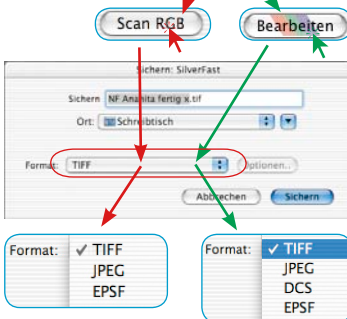 Scan RGB Bearbeiten
Sichern: SilverFast
Sichern NF Anahita fertig x.tif
Ort: Schreibtisch
Format: TIFF Optionen...
Abbrechen Sichern
Format: ✓ TIFF
JPEG
EPSF
Format: ✓ TIFF
JPEG
DCS
EPSF